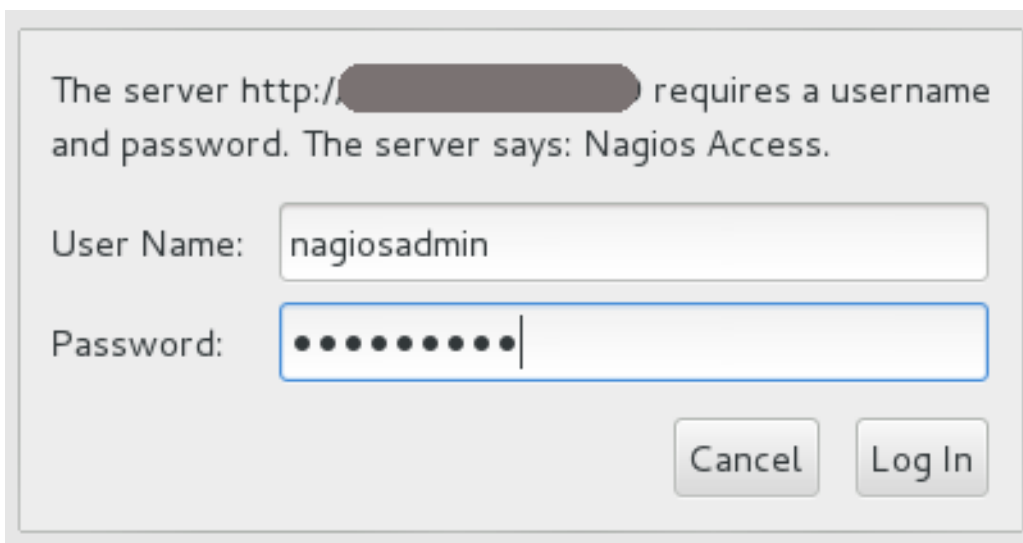 The server http:/ requires a username
and password. The server says: Nagios Access.
User Name: nagiosadmin
Password: •••••••••
Cancel Log In